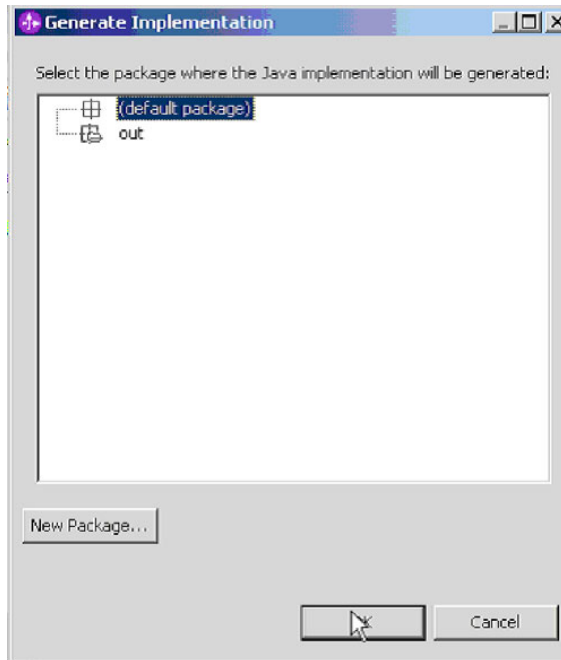 Generate Implementation
Select the package where the Java implementation will be generated:
(default package)
out
New Package...
Cancel